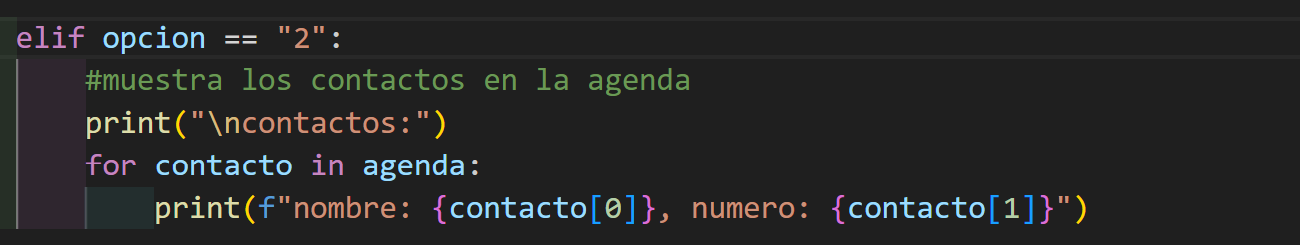 elif opcion == "2":
#muestra los contactos en la agenda
print("\ncontactos:")
for contacto in agenda:
print(f"nombre: {contacto[0]}, numero: {contacto[1]}")